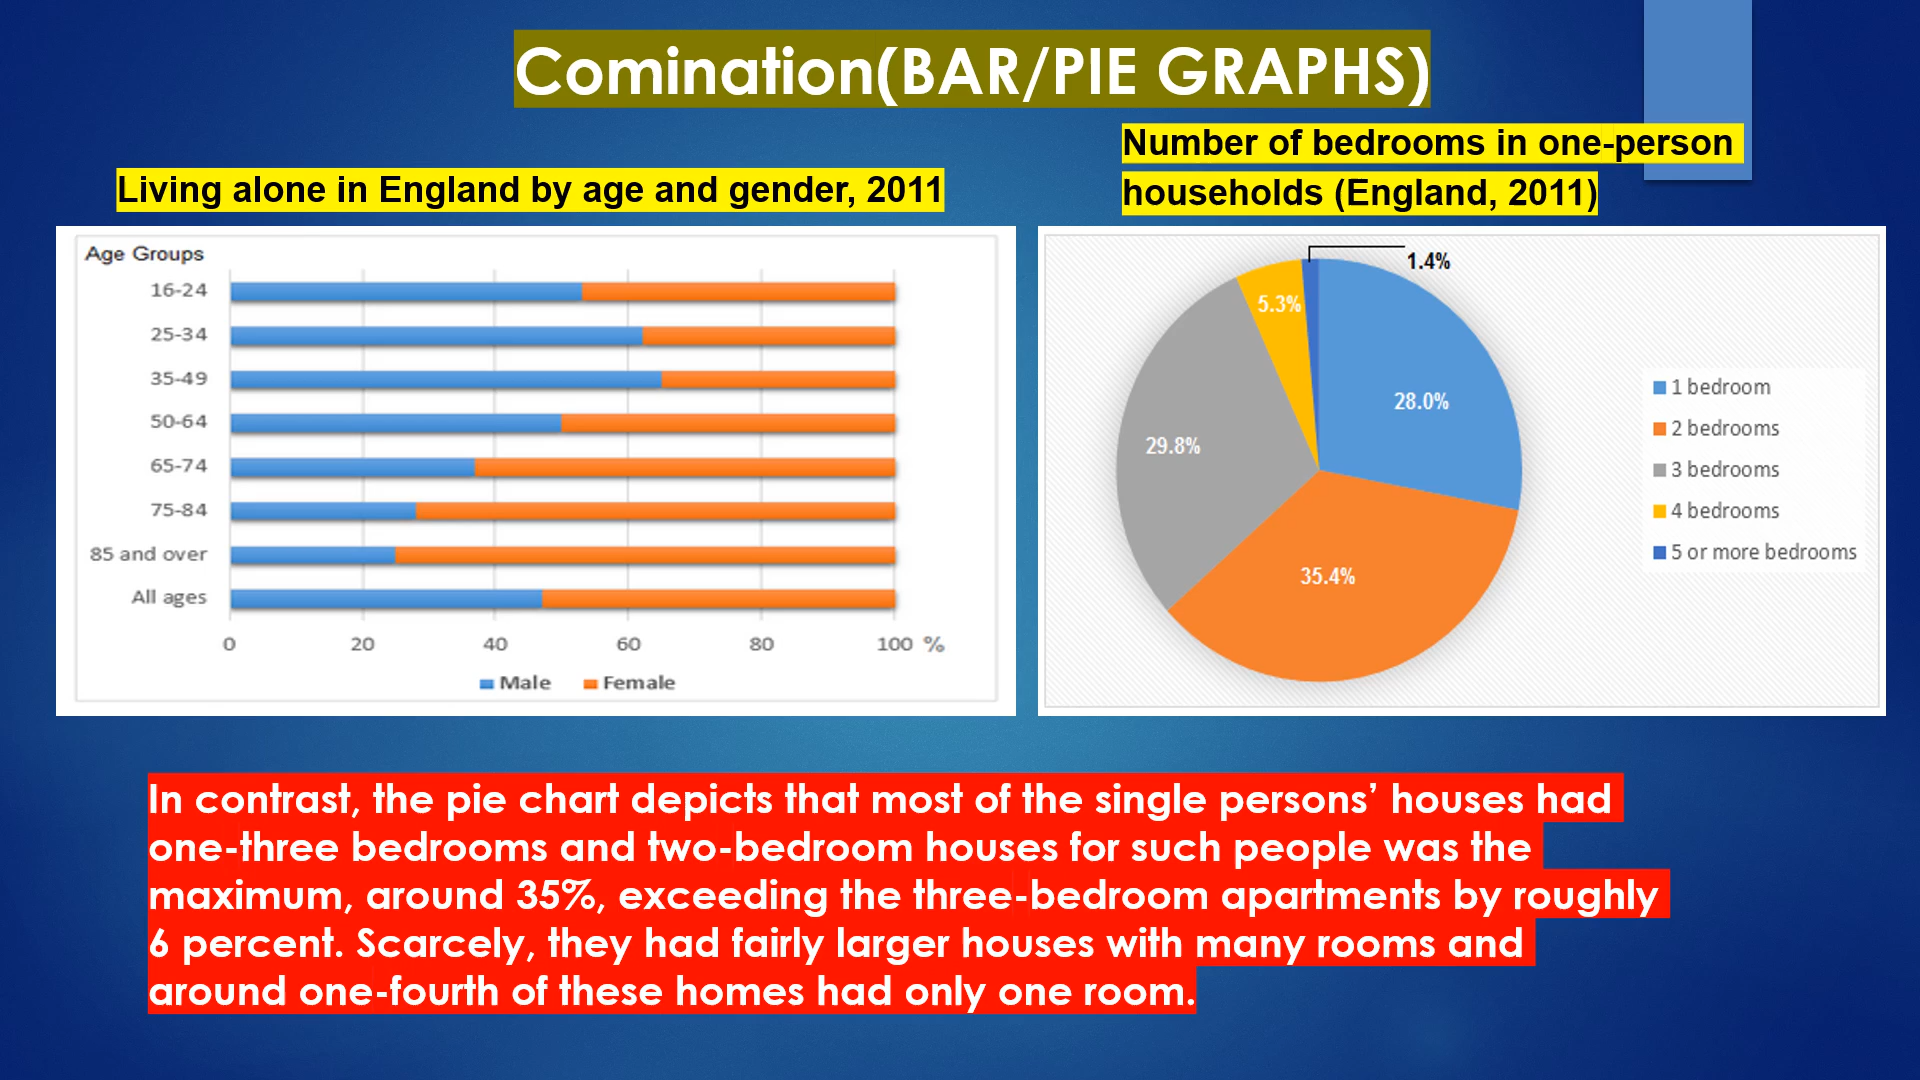 Comination(BAR/PIE GRAPHS)
Living alone in England by age and gender, 2011
Number of bedrooms in one-person
households (England, 2011)
Age Groups
16-24
25-34
35-49
50-64
65-74
75-84
85 and over
All ages
0 20 40 60 80 100 %
Male Female
1.4%
5.3%
28.0%
29.8%
35.4%
1 bedroom
2 bedrooms
3 bedrooms
4 bedrooms
5 or more bedrooms
In contrast, the pie chart depicts that most of the single persons’ houses had
one-three bedrooms and two-bedroom houses for such people was the
maximum, around 35%, exceeding the three-bedroom apartments by roughly
6 percent. Scarcely, they had fairly larger houses with many rooms and
around one-fourth of these homes had only one room.